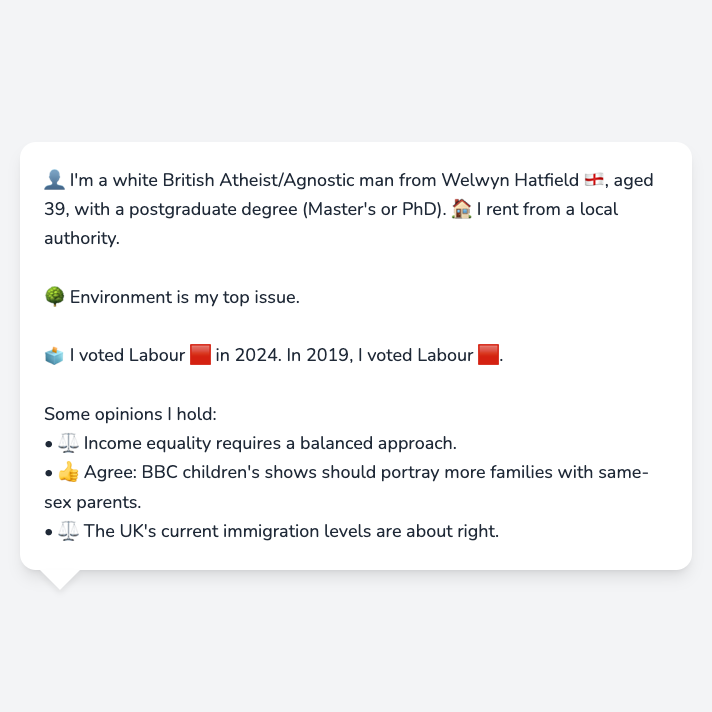 👤 I'm a white British Atheist/Agnostic man from Welwyn Hatfield 🏴󠁧󠁢󠁥󠁮󠁧󠁿, aged
39, with a postgraduate degree (Master's or PhD). 🏠 I rent from a local
authority.
🌳 Environment is my top issue.
🗳️ I voted Labour 🟥 in 2024. In 2019, I voted Labour 🟥.
Some opinions I hold:
• ⚖️ Income equality requires a balanced approach.
• 👍 Agree: BBC children's shows should portray more families with same-
sex parents.
• ⚖️ The UK's current immigration levels are about right.